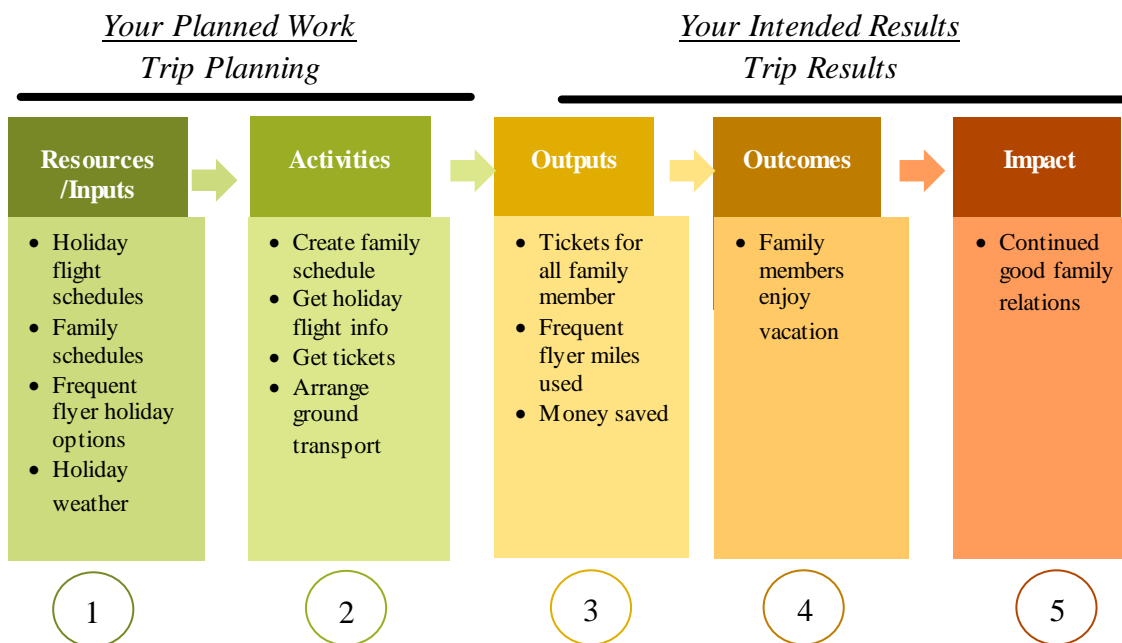 Your Planned Work
Trip Planning
Your Intended Results
Trip Results
Resources
/Inputs
• Holiday
flight
schedules
• Family
schedules
• Frequent
flyer holiday
options
• Holiday
weather
1
Activities
• Create family
schedule
• Get holiday
flight info
• Get tickets
• Arrange
ground
transport
2
Outputs
• Tickets for
all family
member
• Frequent
flyer miles
used
• Money saved
3
Outcomes
• Family
members
enjoy
vacation
4
Impact
• Continued
good family
relations
5